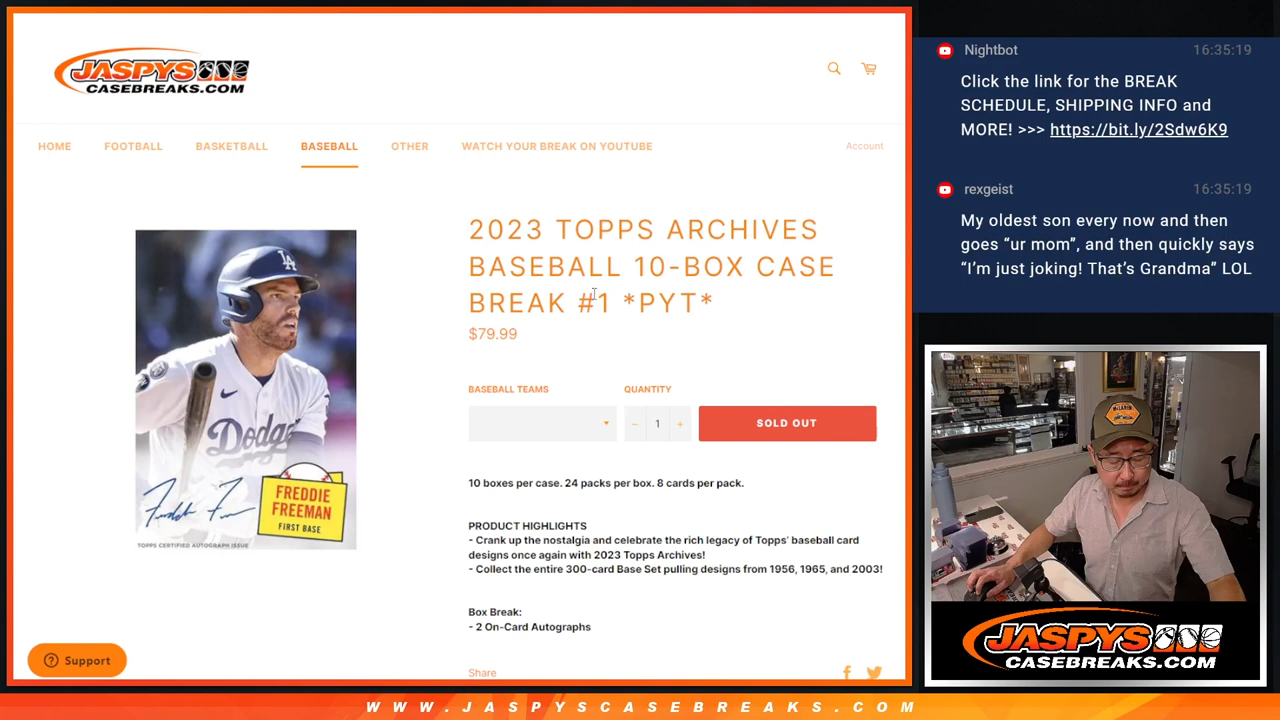 JASPYS
CASEBREAKS.COM
HOME FOOTBALL BASKETBALL BASEBALL OTHER WATCH YOUR BREAK ON YOUTUBE Account
2023 TOPPS ARCHIVES
BASEBALL 10-BOX CASE
BREAK #1 *PYT*
$79.99
BASEBALL TEAMS QUANTITY
− 1 + SOLD OUT
10 boxes per case. 24 packs per box. 8 cards per pack.
PRODUCT HIGHLIGHTS
- Crank up the nostalgia and celebrate the rich legacy of Topps' baseball card
designs once again with 2023 Topps Archives!
- Collect the entire 300-card Base Set pulling designs from 1956, 1965, and 2003!
Box Break:
- 2 On-Card Autographs
Share
LA
Dodgers
FREDDIE
FREEMAN
FIRST BASE
TOPPS CERTIFIED AUTOGRAPH ISSUE
Support
Nightbot 16:35:19
Click the link for the BREAK
SCHEDULE, SHIPPING INFO and
MORE! >>> https://bit.ly/2Sdw6K9
rexgeist 16:35:19
My oldest son every now and then
goes “ur mom”, and then quickly says
“I’m just joking! That’s Grandma” LOL
McLAREN
JASPYS
CASEBREAKS.COM
WWW.JASPYSCASEBREAKS.COM